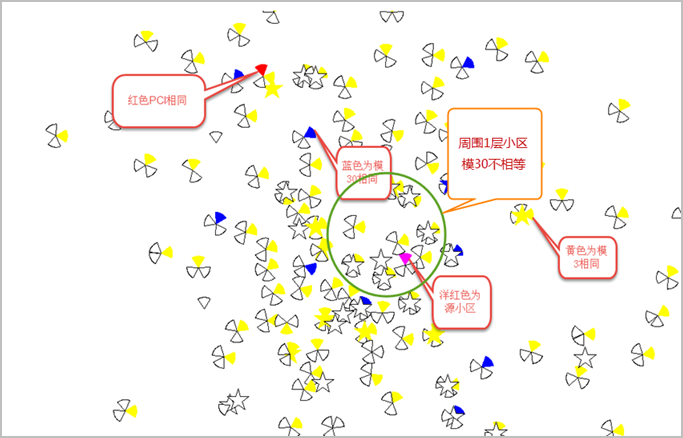 红色PCI相同
周围1层小区
模30不相等
蓝色为模
30相同
黄色为模
3相同
洋红色为
源小区